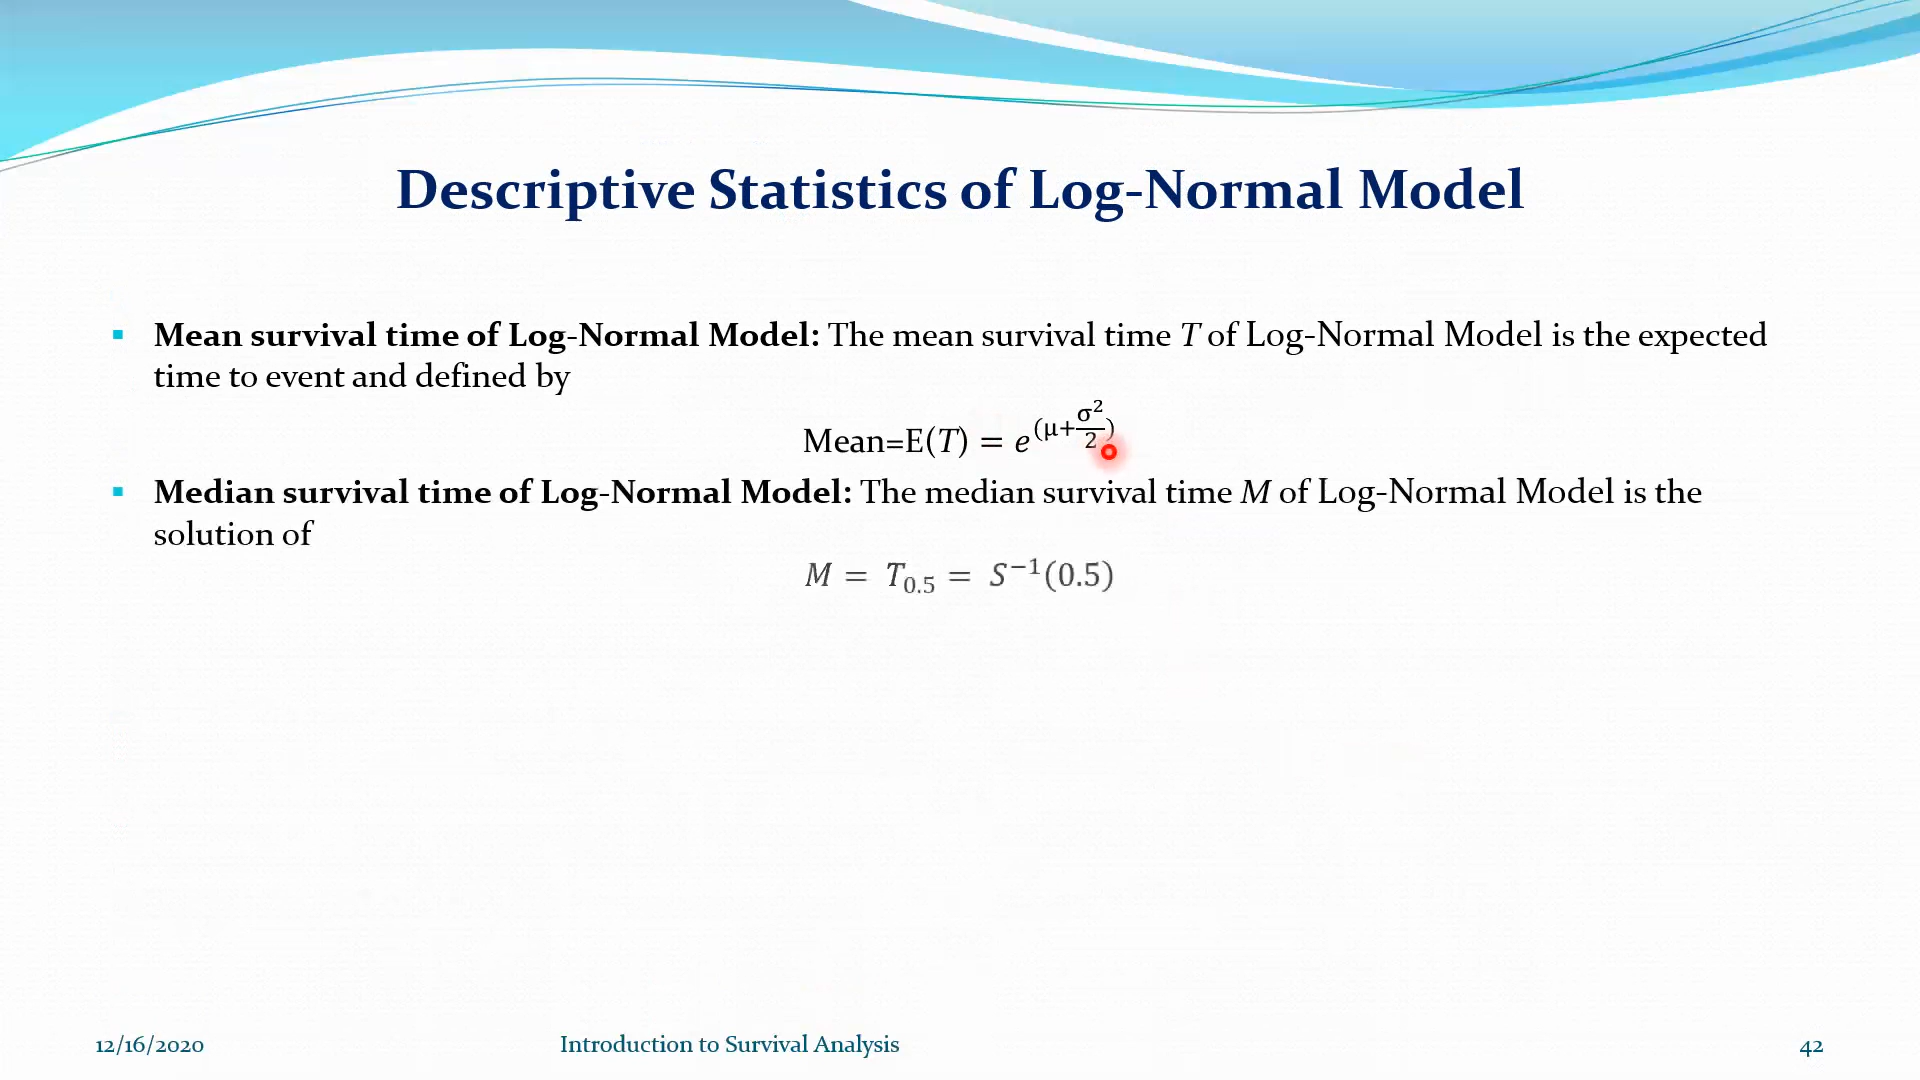 Descriptive Statistics of Log-Normal Model
▪ Mean survival time of Log-Normal Model: The mean survival time T of Log-Normal Model is the expected
time to event and defined by
Mean=E(T) = e^(μ+σ²/2)
▪ Median survival time of Log-Normal Model: The median survival time M of Log-Normal Model is the
solution of
M = T₀.₅ = S⁻¹(0.5)
12/16/2020 Introduction to Survival Analysis 42